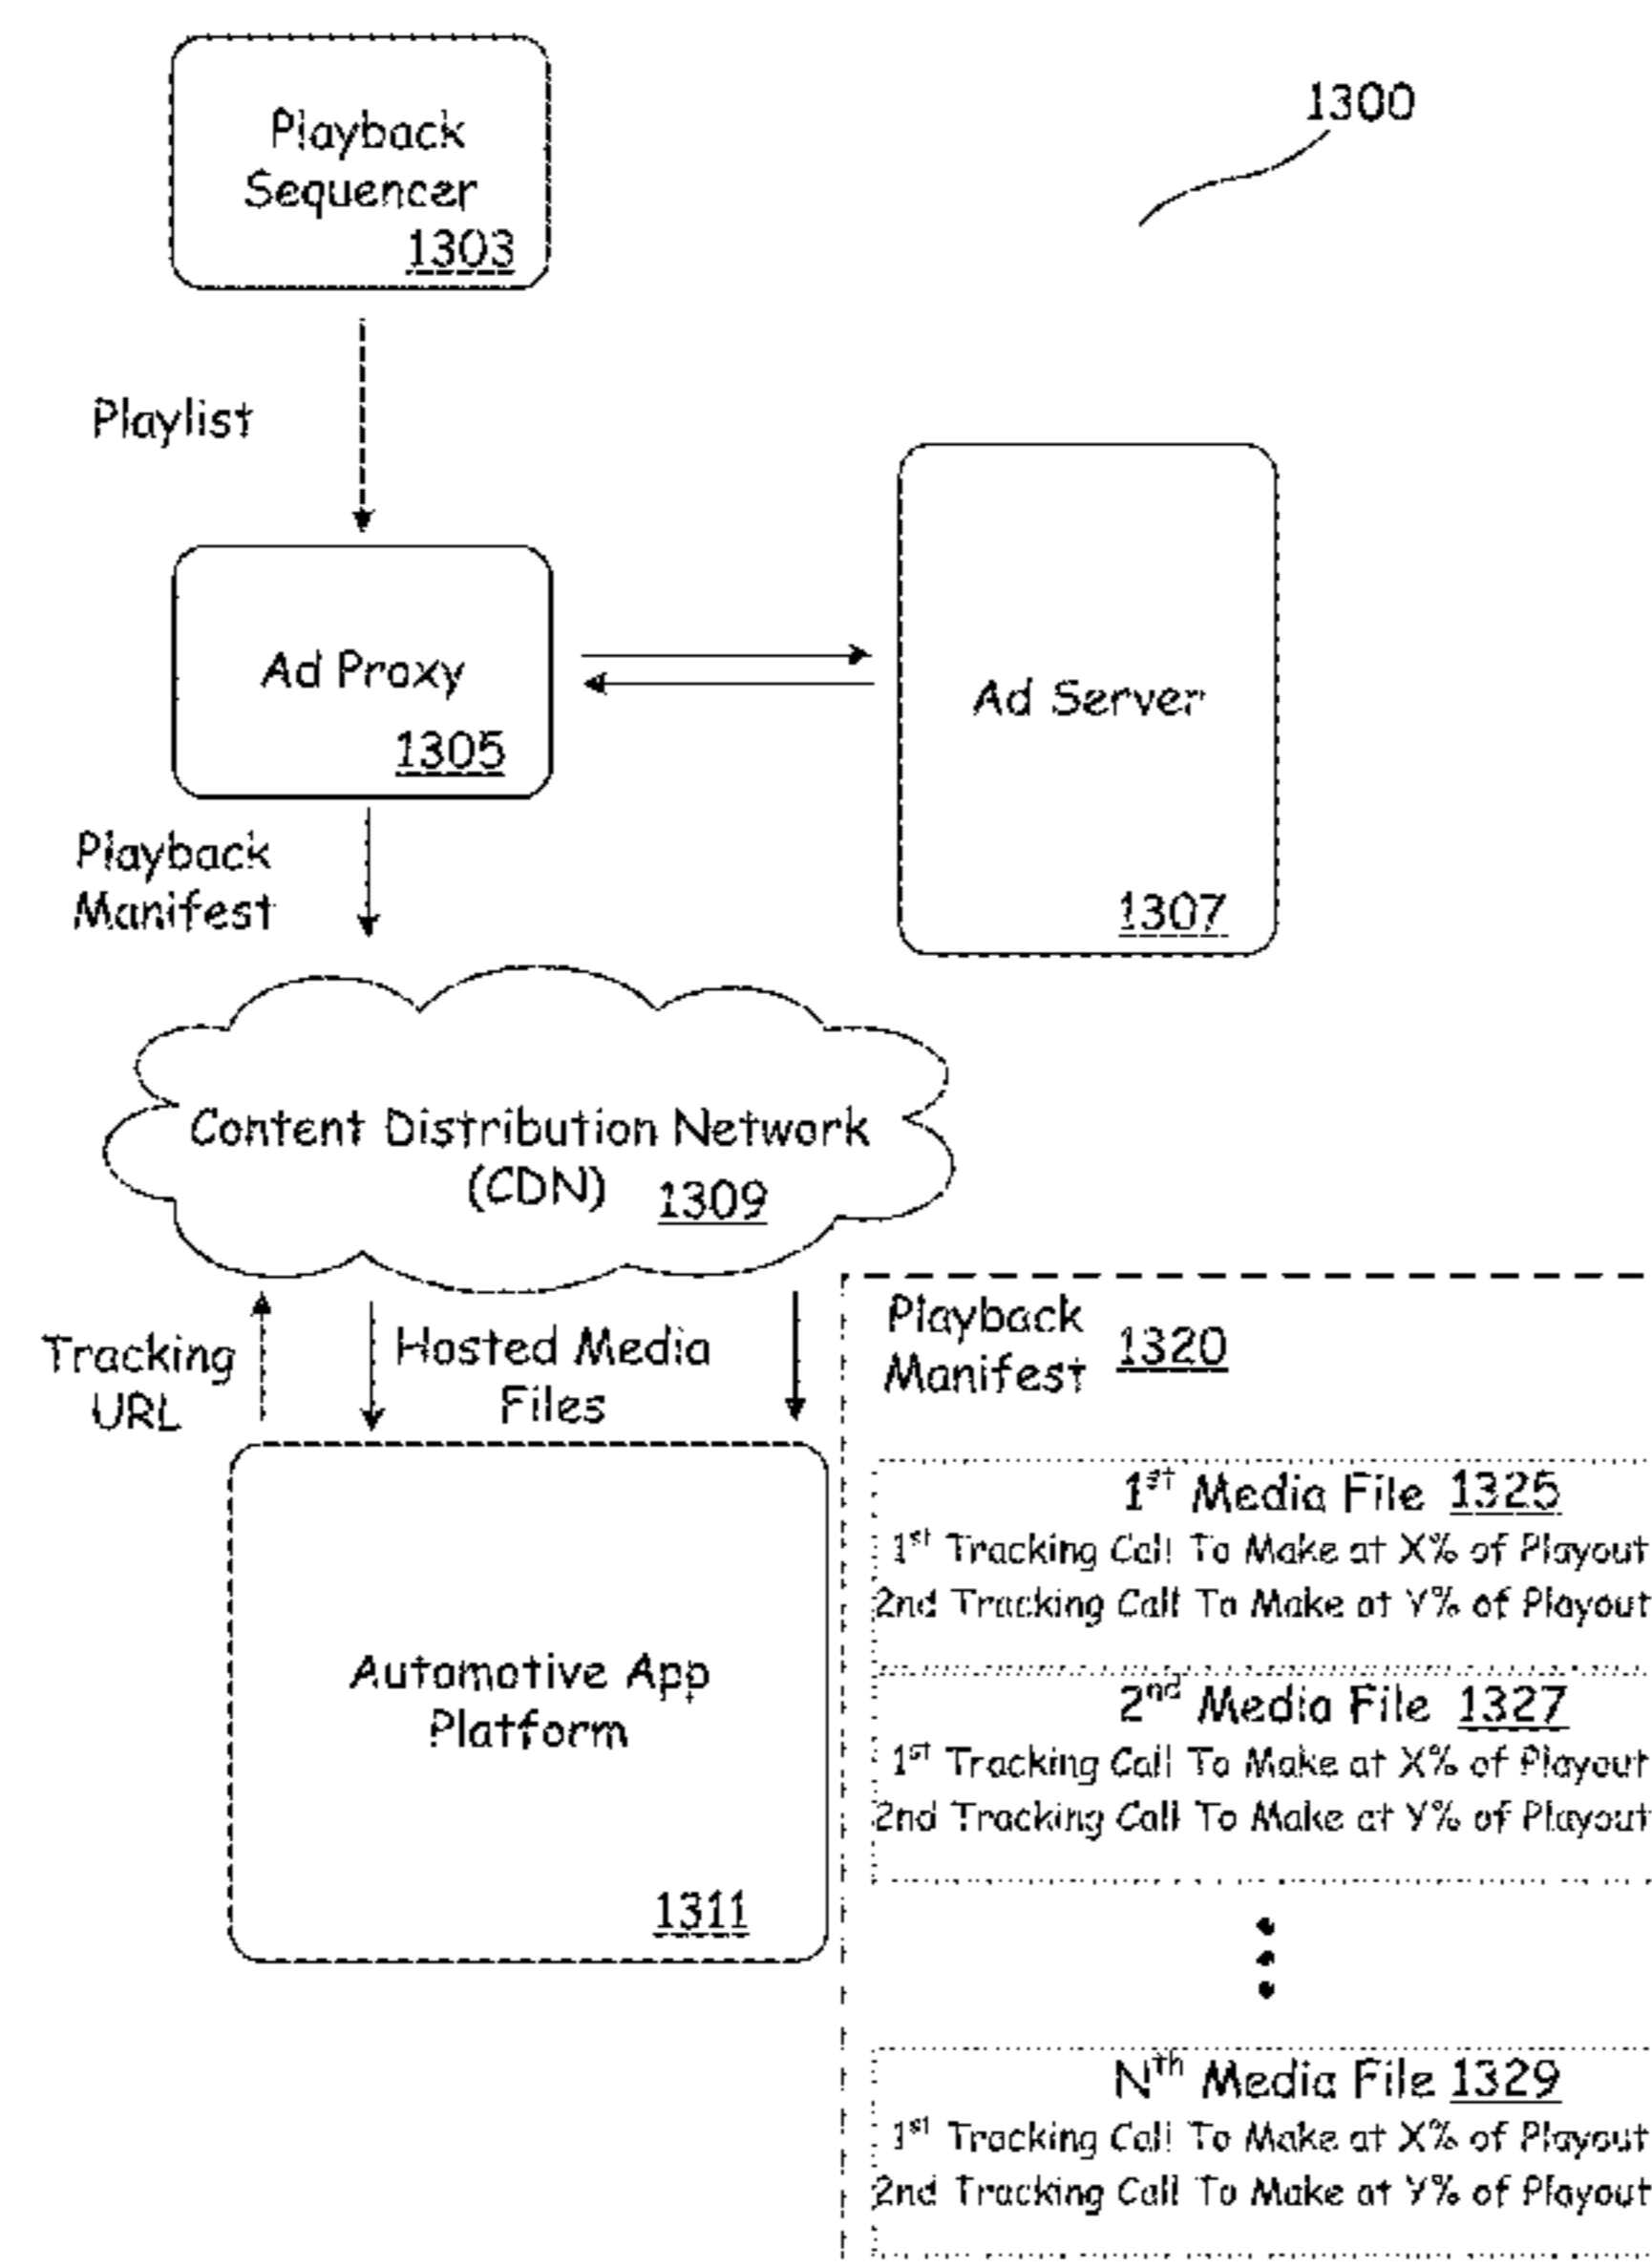 1300
Playback
Sequencer
1303
Playlist
Ad Proxy
1305
Ad Server
1307
Playback
Manifest
Content Distribution Network
(CDN) 1309
Tracking
URL
Hosted Media
Files
Automotive App
Platform
1311
Playback
Manifest 1320
1st Media File 1325
1st Tracking Call To Make at X% of Playout
2nd Tracking Call To Make at Y% of Playout
2nd Media File 1327
1st Tracking Call To Make at X% of Playout
2nd Tracking Call To Make at Y% of Playout
Nth Media File 1329
1st Tracking Call To Make at X% of Playout
2nd Tracking Call To Make at Y% of Playout